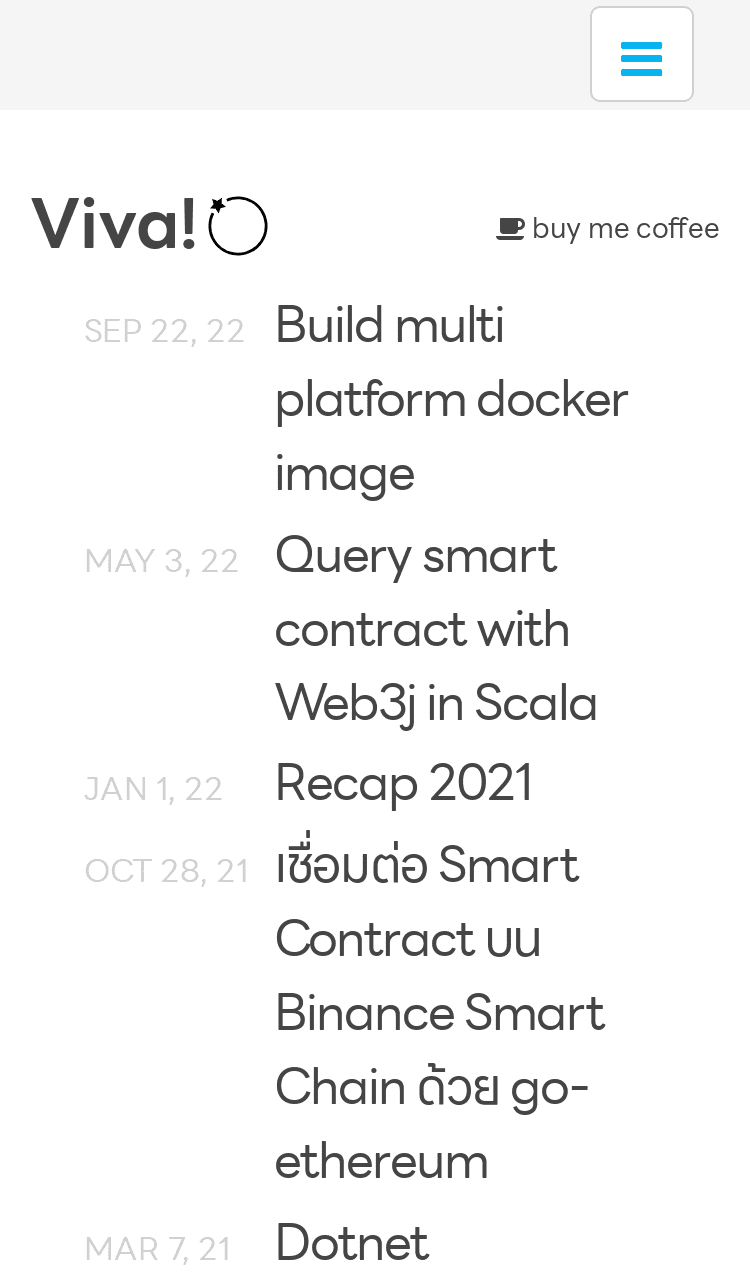 Viva!
buy me coffee
SEP 22, 22 Build multi
platform docker
image
MAY 3, 22 Query smart
contract with
Web3j in Scala
JAN 1, 22 Recap 2021
OCT 28, 21 เชื่อมต่อ Smart
Contract บน
Binance Smart
Chain ด้วย go-
ethereum
MAR 7, 21 Dotnet